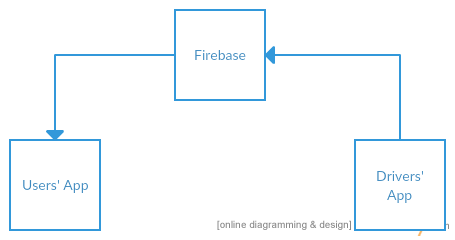 Firebase
Users' App
Drivers'
App
[online diagramming & design]